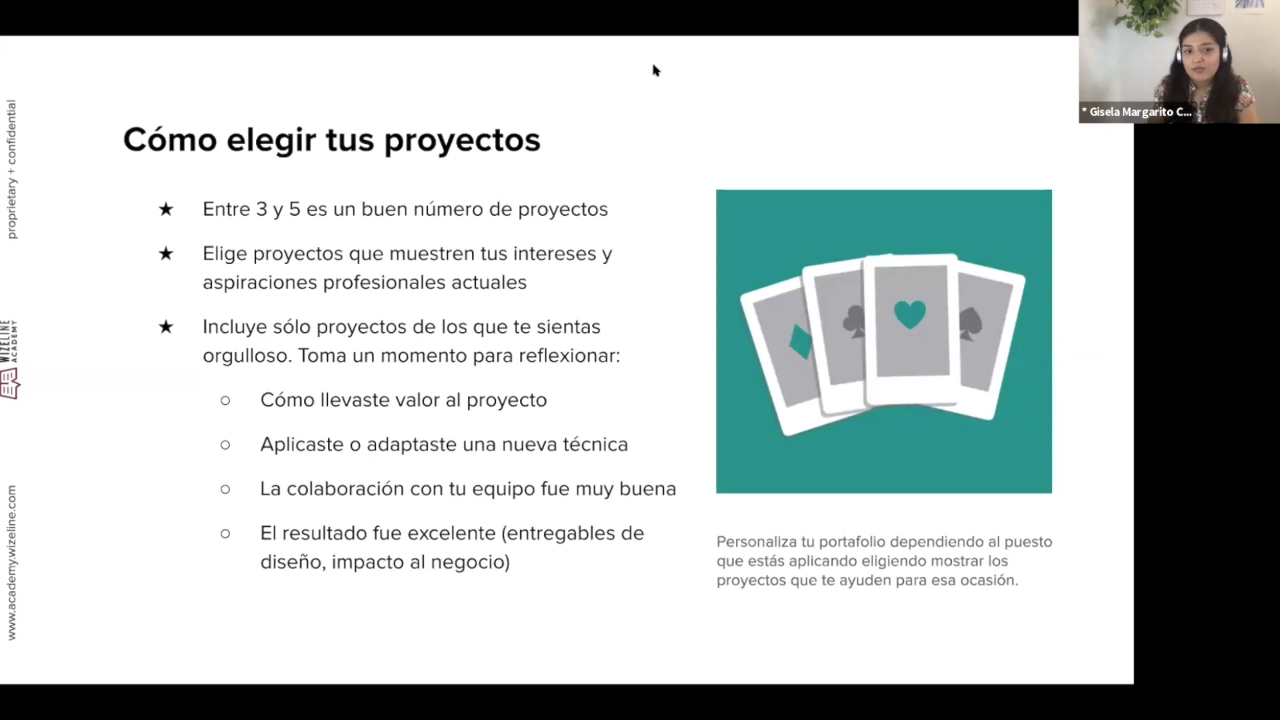 * Gisela Margarito C...
proprietary + confidential
WIZELINE
ACADEMY
www.academy.wizeline.com
Cómo elegir tus proyectos
★ Entre 3 y 5 es un buen número de proyectos
★ Elige proyectos que muestren tus intereses y
aspiraciones profesionales actuales
★ Incluye sólo proyectos de los que te sientas
orgulloso. Toma un momento para reflexionar:
○ Cómo llevaste valor al proyecto
○ Aplicaste o adaptaste una nueva técnica
○ La colaboración con tu equipo fue muy buena
○ El resultado fue excelente (entregables de
diseño, impacto al negocio)
Personaliza tu portafolio dependiendo al puesto
que estás aplicando eligiendo mostrar los
proyectos que te ayuden para esa ocasión.